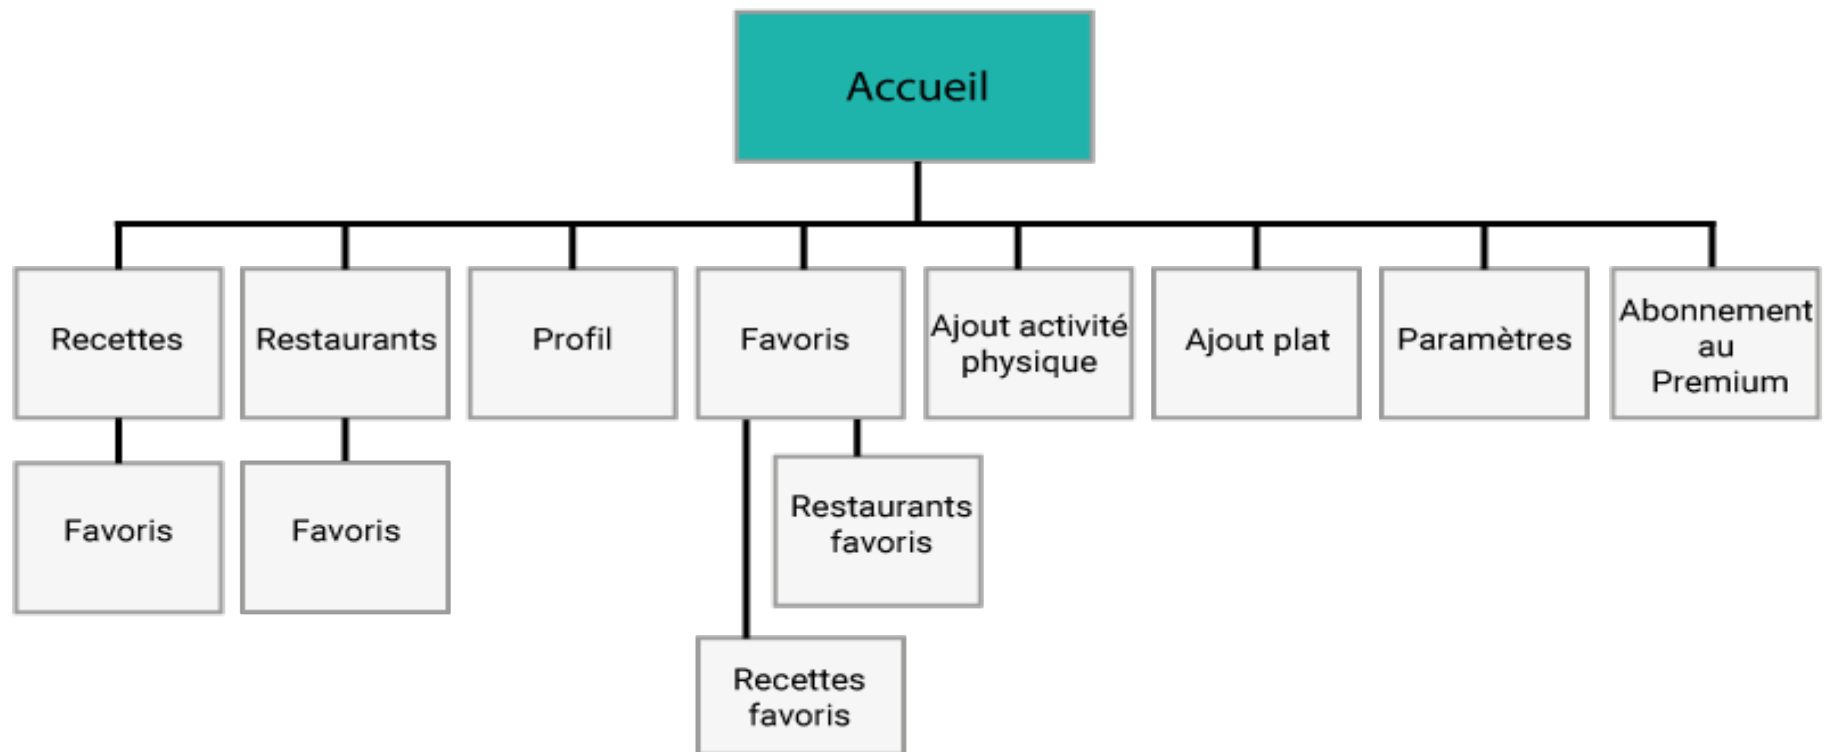 Accueil
Recettes
Restaurants
Profil
Favoris
Ajout activité
physique
Ajout plat
Paramètres
Abonnement
au
Premium
Favoris
Favoris
Restaurants
favoris
Recettes
favoris